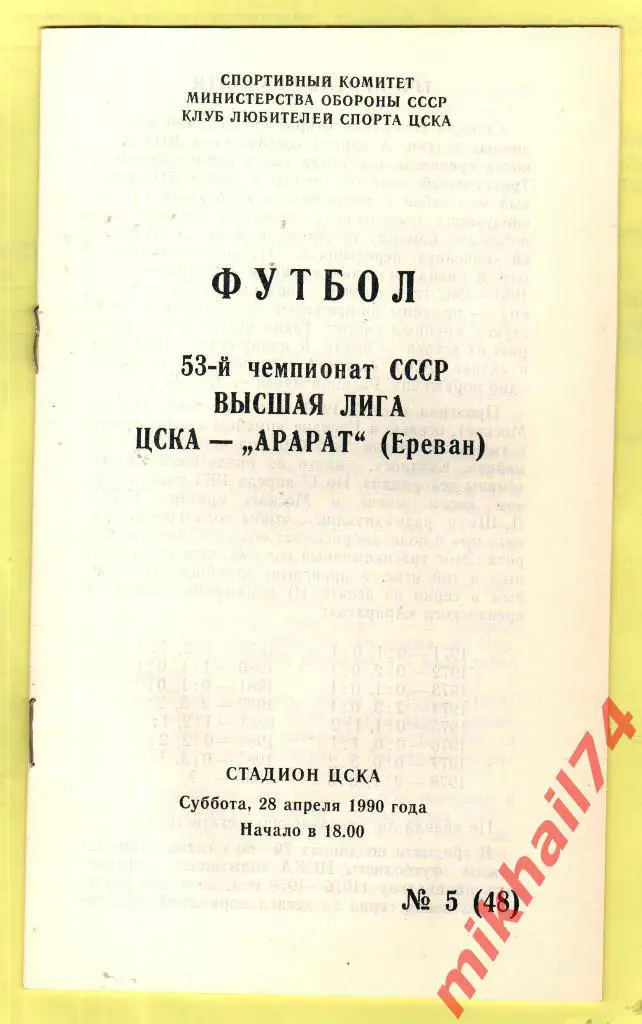 СПОРТИВНЫЙ КОМИТЕТ
МИНИСТЕРСТВА ОБОРОНЫ СССР
КЛУБ ЛЮБИТЕЛЕЙ СПОРТА ЦСКА
ФУТБОЛ
53-й чемпионат СССР
ВЫСШАЯ ЛИГА
ЦСКА — „АРАРАТ“ (Ереван)
СТАДИОН ЦСКА
Суббота, 28 апреля 1990 года
Начало в 18.00
№ 5 (48)
mikhail74